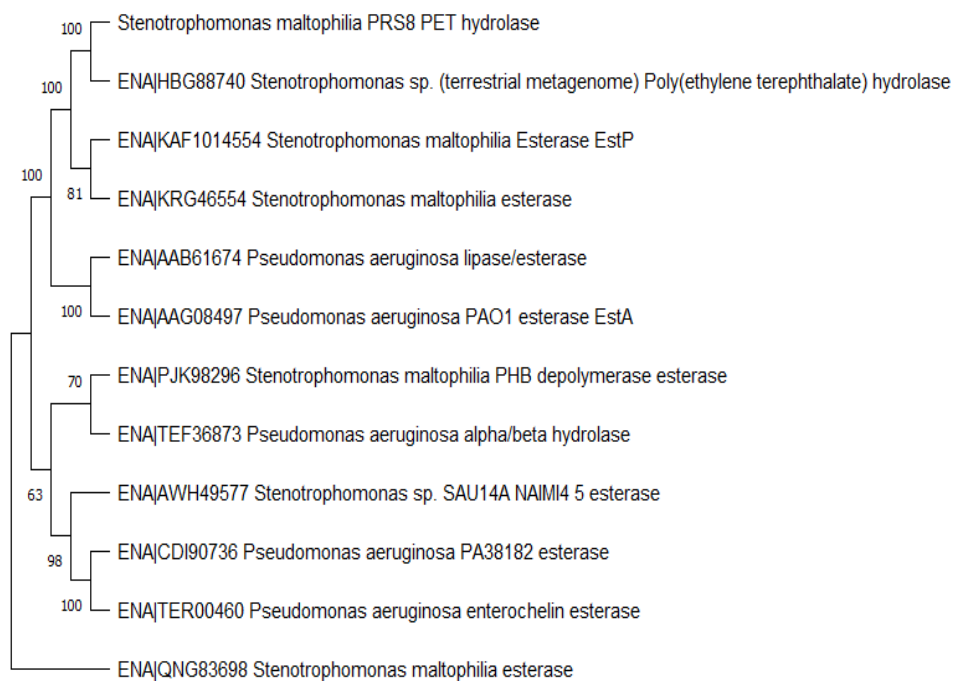 100
Stenotrophomonas maltophilia PRS8 PET hydrolase
100
ENA|HBG88740 Stenotrophomonas sp. (terrestrial metagenome) Poly(ethylene terephthalate) hydrolase
ENA|KAF1014554 Stenotrophomonas maltophilia Esterase EstP
100
81
ENA|KRG46554 Stenotrophomonas maltophilia esterase
ENA|AAB61674 Pseudomonas aeruginosa lipase/esterase
100
ENA|AAG08497 Pseudomonas aeruginosa PAO1 esterase EstA
70
ENA|PJK98296 Stenotrophomonas maltophilia PHB depolymerase esterase
ENA|TEF36873 Pseudomonas aeruginosa alpha/beta hydrolase
63
ENA|AWH49577 Stenotrophomonas sp. SAU14A NAIMI4 5 esterase
98
ENA|CDI90736 Pseudomonas aeruginosa PA38182 esterase
100
ENA|TER00460 Pseudomonas aeruginosa enterochelin esterase
ENA|QNG83698 Stenotrophomonas maltophilia esterase